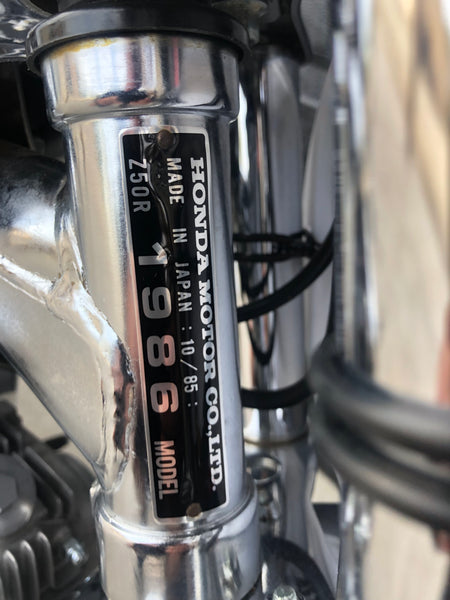 HONDA MOTOR CO.,LTD.
MADE IN JAPAN : 10/85 :
Z50R 1986 MODEL